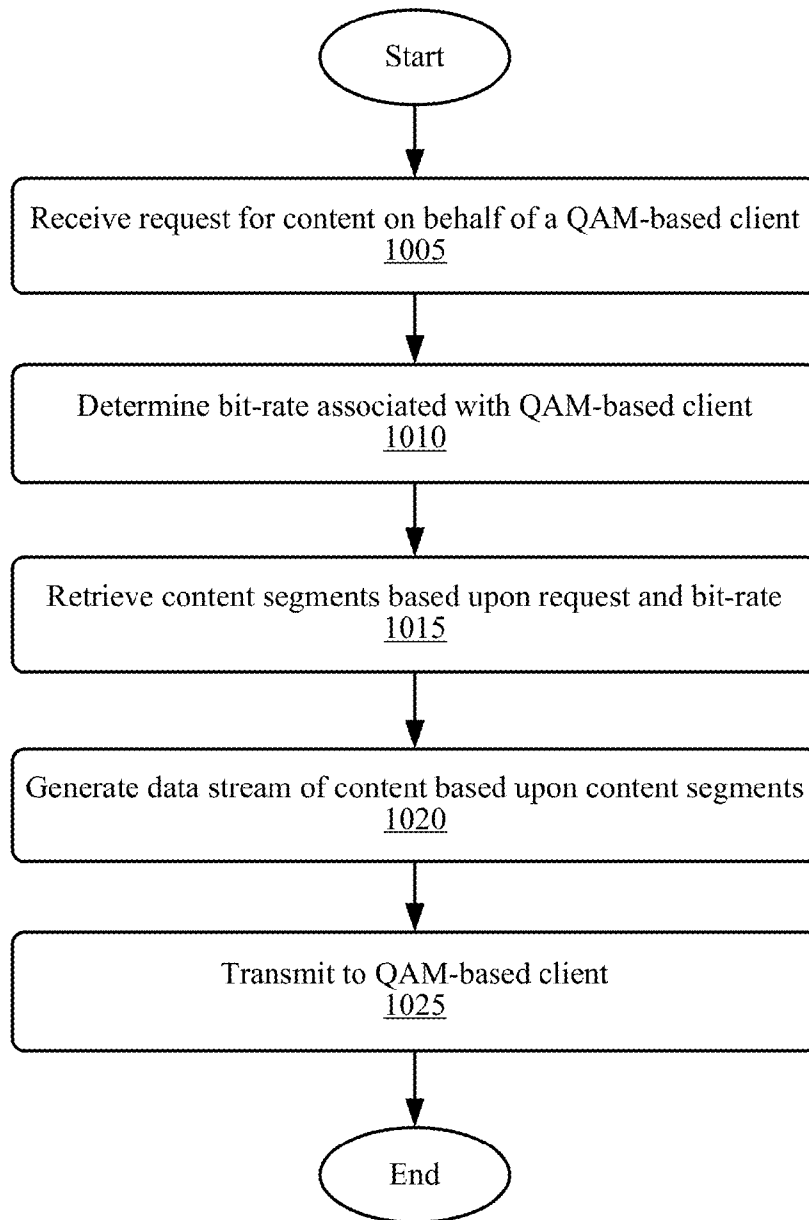 Start
Receive request for content on behalf of a QAM-based client
1005
Determine bit-rate associated with QAM-based client
1010
Retrieve content segments based upon request and bit-rate
1015
Generate data stream of content based upon content segments
1020
Transmit to QAM-based client
1025
End